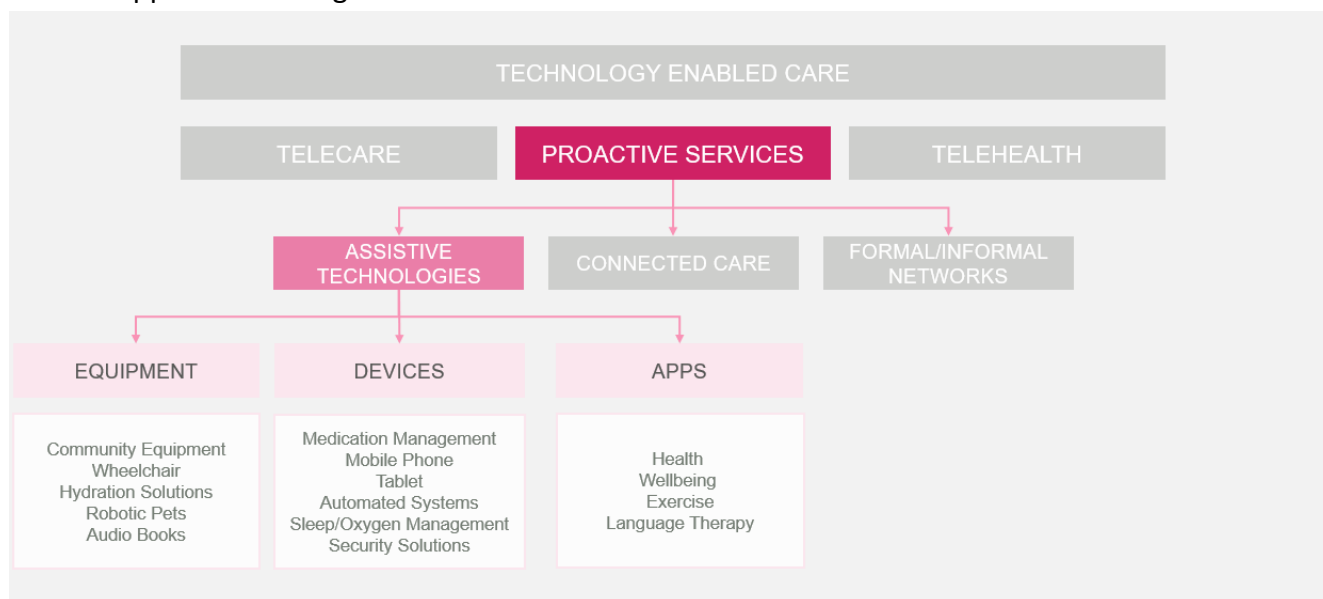 TECHNOLOGY ENABLED CARE
TELECARE
PROACTIVE SERVICES
TELEHEALTH
ASSISTIVE
TECHNOLOGIES
CONNECTED CARE
FORMAL/INFORMAL
NETWORKS
EQUIPMENT
DEVICES
APPS
Community Equipment
Wheelchair
Hydration Solutions
Robotic Pets
Audio Books
Medication Management
Mobile Phone
Tablet
Automated Systems
Sleep/Oxygen Management
Security Solutions
Health
Wellbeing
Exercise
Language Therapy